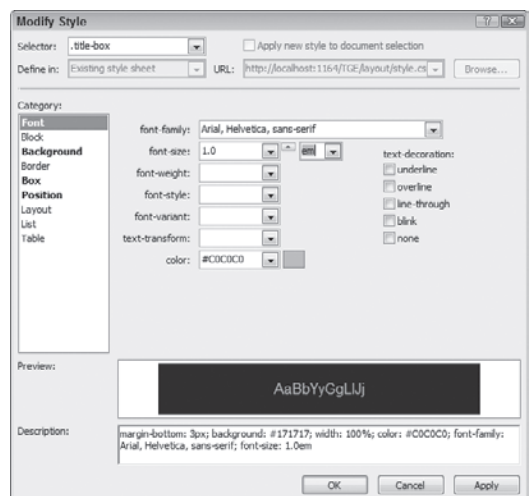 Modify Style
Selector: .title-box
Apply new style to document selection
Define in: Existing style sheet URL: http://localhost:1164/TGE/layout/style.cs Browse...
Category:
Font
Block
Background
Border
Box
Position
Layout
List
Table
font-family: Arial, Helvetica, sans-serif
font-size: 1.0 em
font-weight:
font-style:
font-variant:
text-transform:
color: #C0C0C0
text-decoration:
underline
overline
line-through
blink
none
Preview:
AaBbYyGgLlJj
Description:
margin-bottom: 3px; background: #171717; width: 100%; color: #C0C0C0; font-family:
Arial, Helvetica, sans-serif; font-size: 1.0em
OK Cancel Apply